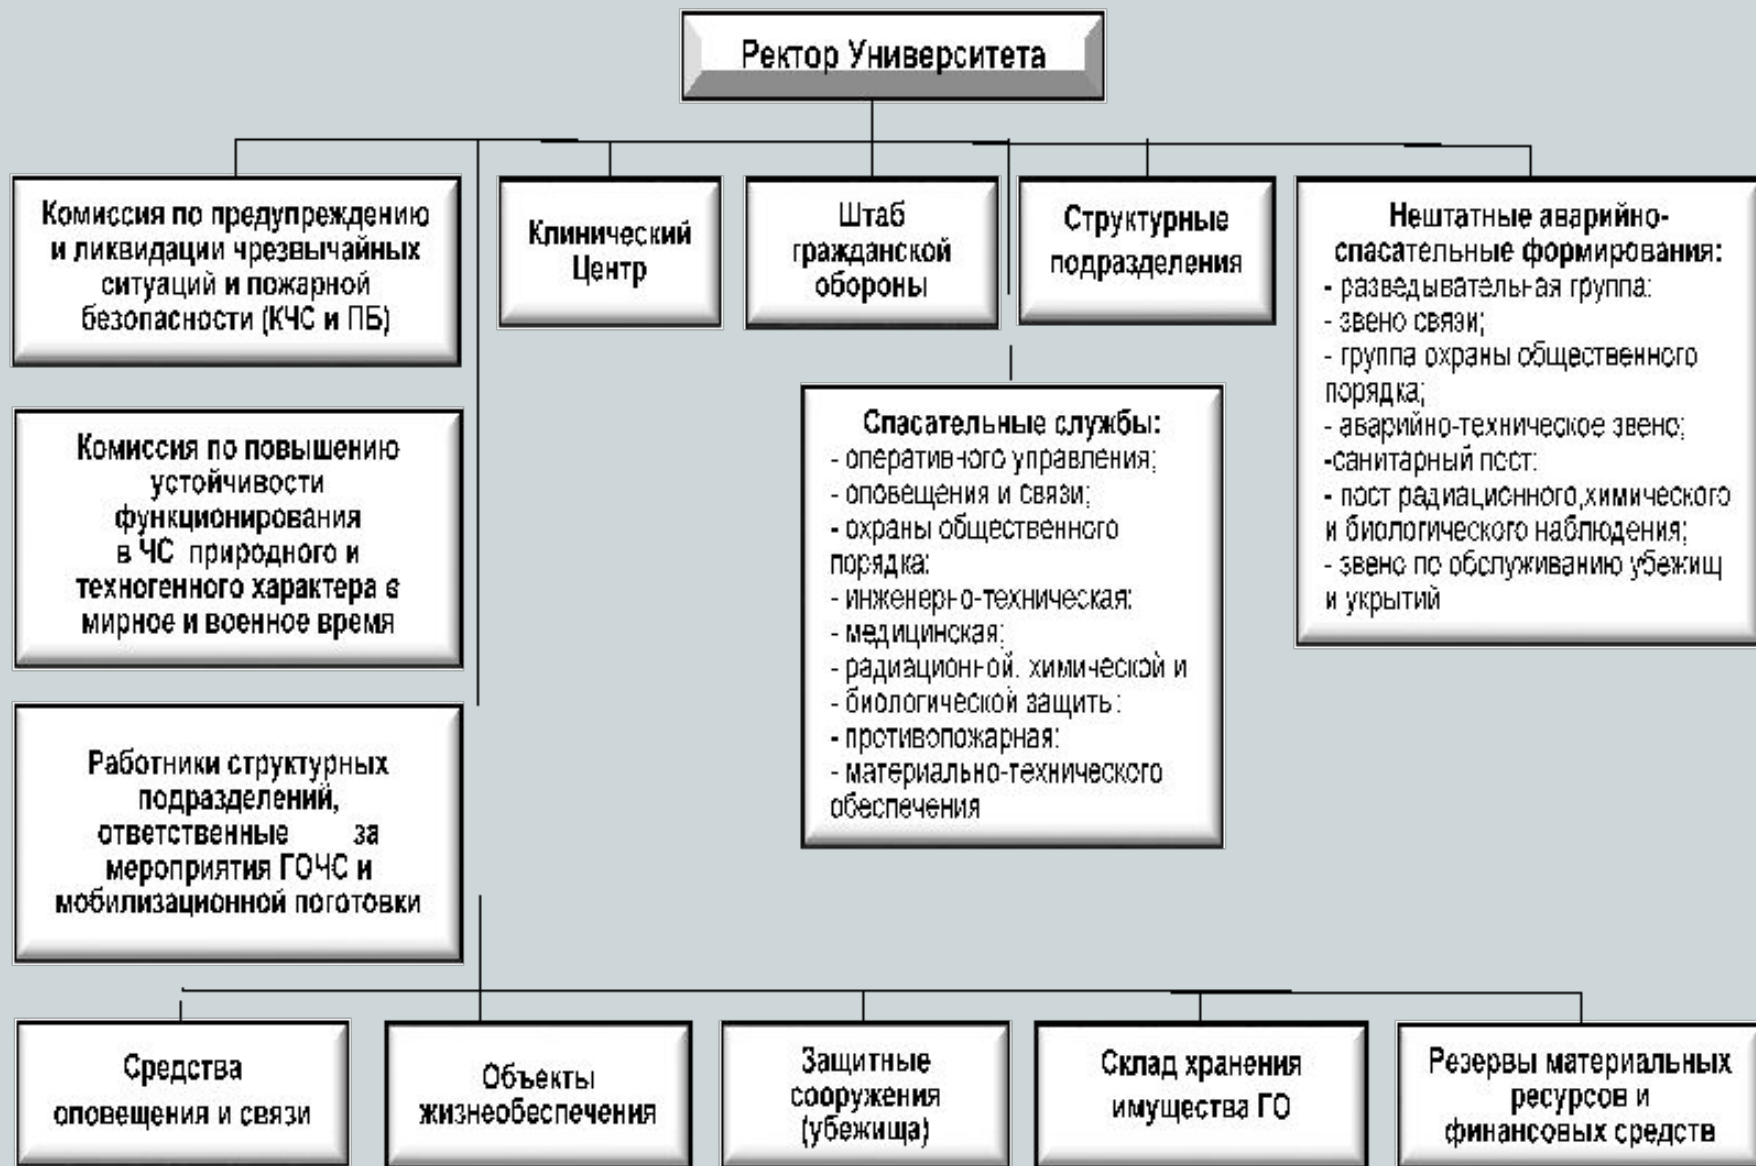 Ректор Университета
Комиссия по предупреждению
и ликвидации чрезвычайных
ситуаций и пожарной
безопасности (КЧС и ПБ)
Клинический
Центр
Штаб
гражданской
обороны
Структурные
подразделения
Нештатные аварийно-
спасательные формирования:
- разведывательная группа:
- звено связи;
- группа охраны общественного
порядка;
- аварийно-техническое звено;
-санитарный пост:
- пост радиационного,химического
и биологического наблюдения;
- звено по обслуживанию убежищ
и укрытий
Комиссия по повышению
устойчивости
функционирования
в ЧС природного и
техногенного характера в
мирное и военное время
Спасательные службы:
- оперативного управления;
- оповещения и связи;
- охраны общественного
порядка:
- инженерно-техническая:
- медицинская;
- радиационной, химической и
- биологической защиты:
- противопожарная:
- материально-технического
обеспечения
Работники структурных
подразделений,
ответственные за
мероприятия ГОЧС и
мобилизационной поготовки
Средства
оповещения и связи
Объекты
жизнеобеспечения
Защитные
сооружения
(убежища)
Склад хранения
имущества ГО
Резервы материальных
ресурсов и
финансовых средств